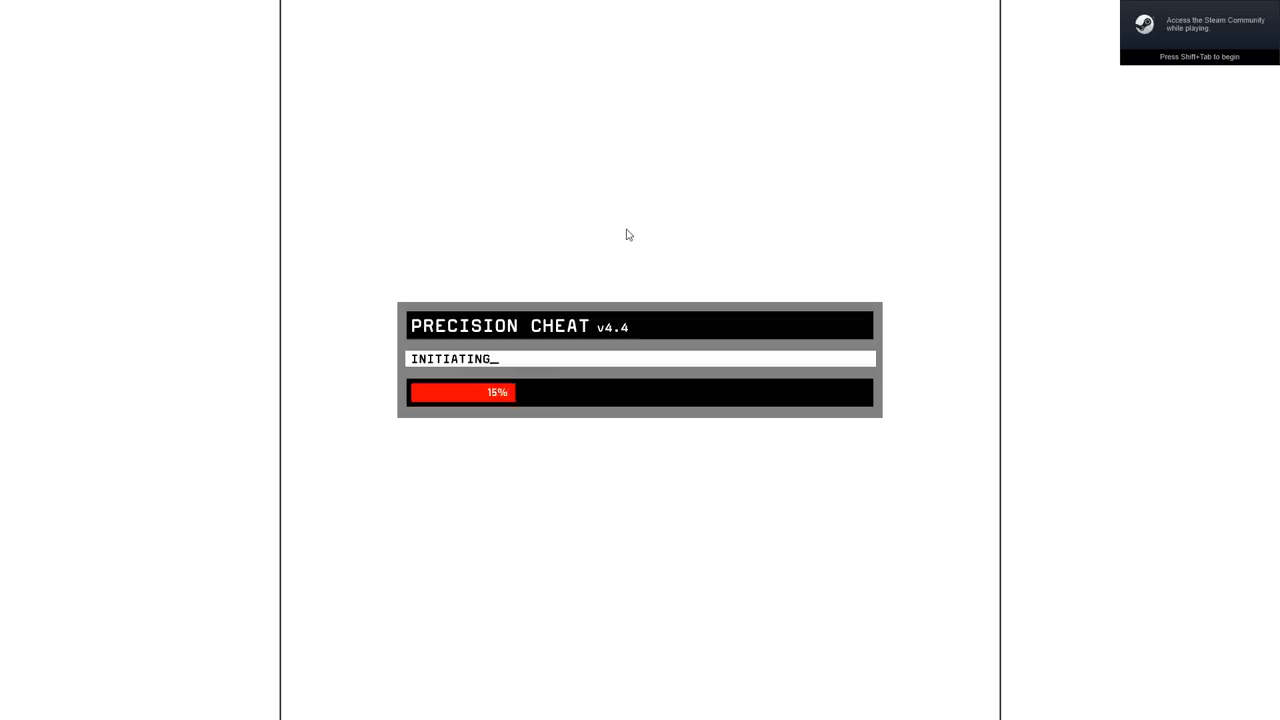 Access the Steam Community
while playing.
Press Shift+Tab to begin
PRECISION CHEAT v4.4
INITIATING_
15%